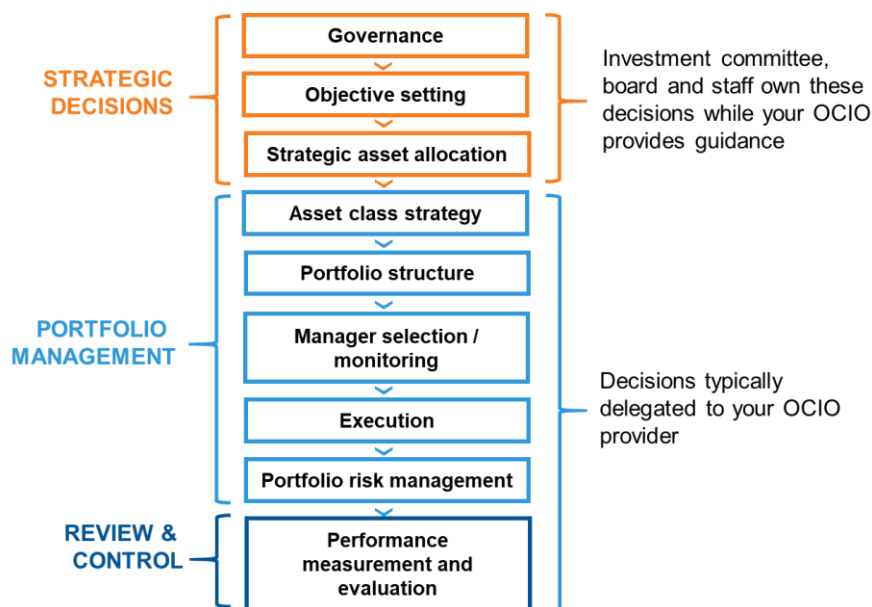 Governance
STRATEGIC
DECISIONS
Objective setting
Strategic asset allocation
Investment committee,
board and staff own these
decisions while your OCIO
provides guidance
Asset class strategy
Portfolio structure
PORTFOLIO
MANAGEMENT
Manager selection /
monitoring
Execution
Portfolio risk management
Decisions typically
delegated to your OCIO
provider
REVIEW &
CONTROL
Performance
measurement and
evaluation